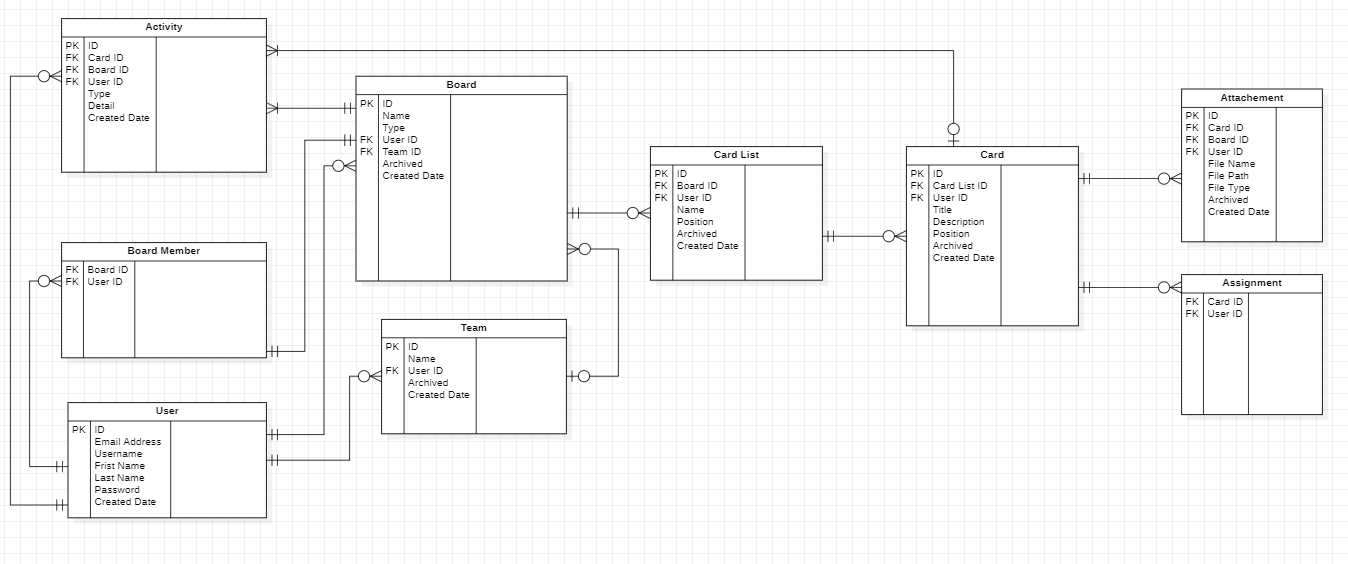 Activity
PK ID
FK Card ID
FK Board ID
FK User ID
Type
Detail
Created Date
Board
PK ID
Name
Type
FK User ID
FK Team ID
Archived
Created Date
Attachement
PK ID
FK Card ID
FK Board ID
FK User ID
File Name
File Path
File Type
Archived
Created Date
Card List
PK ID
FK Board ID
FK User ID
Name
Position
Archived
Created Date
Card
PK ID
FK Card List ID
FK User ID
Title
Description
Position
Archived
Created Date
Board Member
FK Board ID
FK User ID
Assignment
FK Card ID
FK User ID
Team
PK ID
Name
FK User ID
Archived
Created Date
User
PK ID
Email Address
Username
Frist Name
Last Name
Password
Created Date